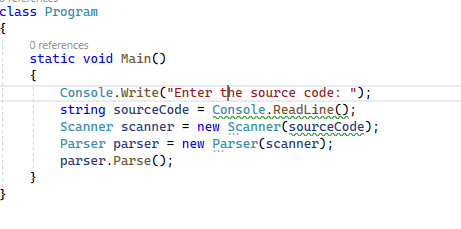 0 references
class Program
{
0 references
static void Main()
{
Console.Write("Enter the source code: ");
string sourceCode = Console.ReadLine();
Scanner scanner = new Scanner(sourceCode);
Parser parser = new Parser(scanner);
parser.Parse();
}
}